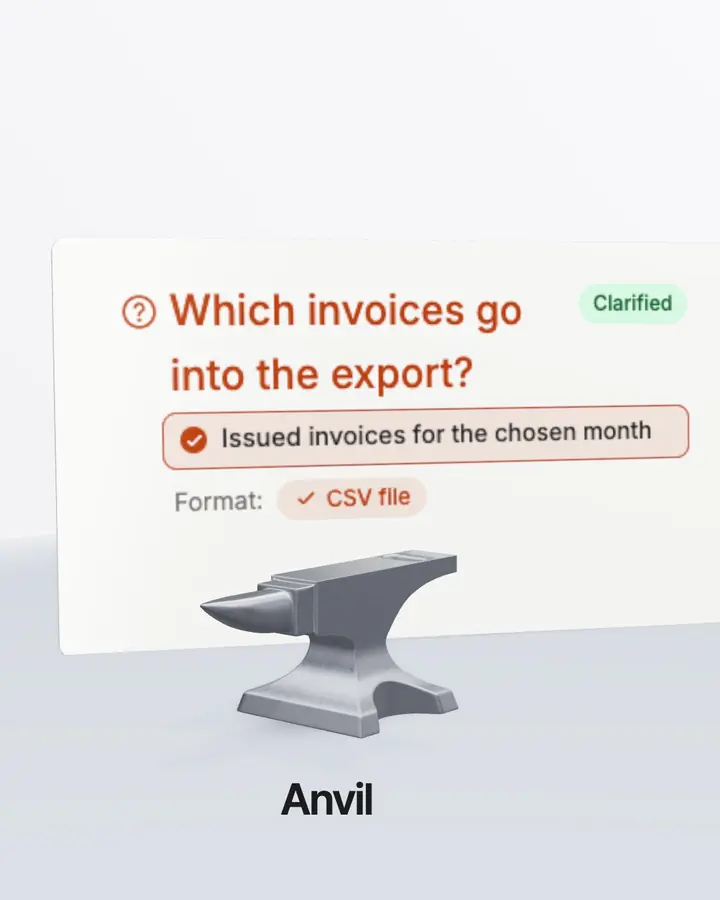 Which invoices go
into the export?
Clarified
Issued invoices for the chosen month
Format:
CSV file
Anvil